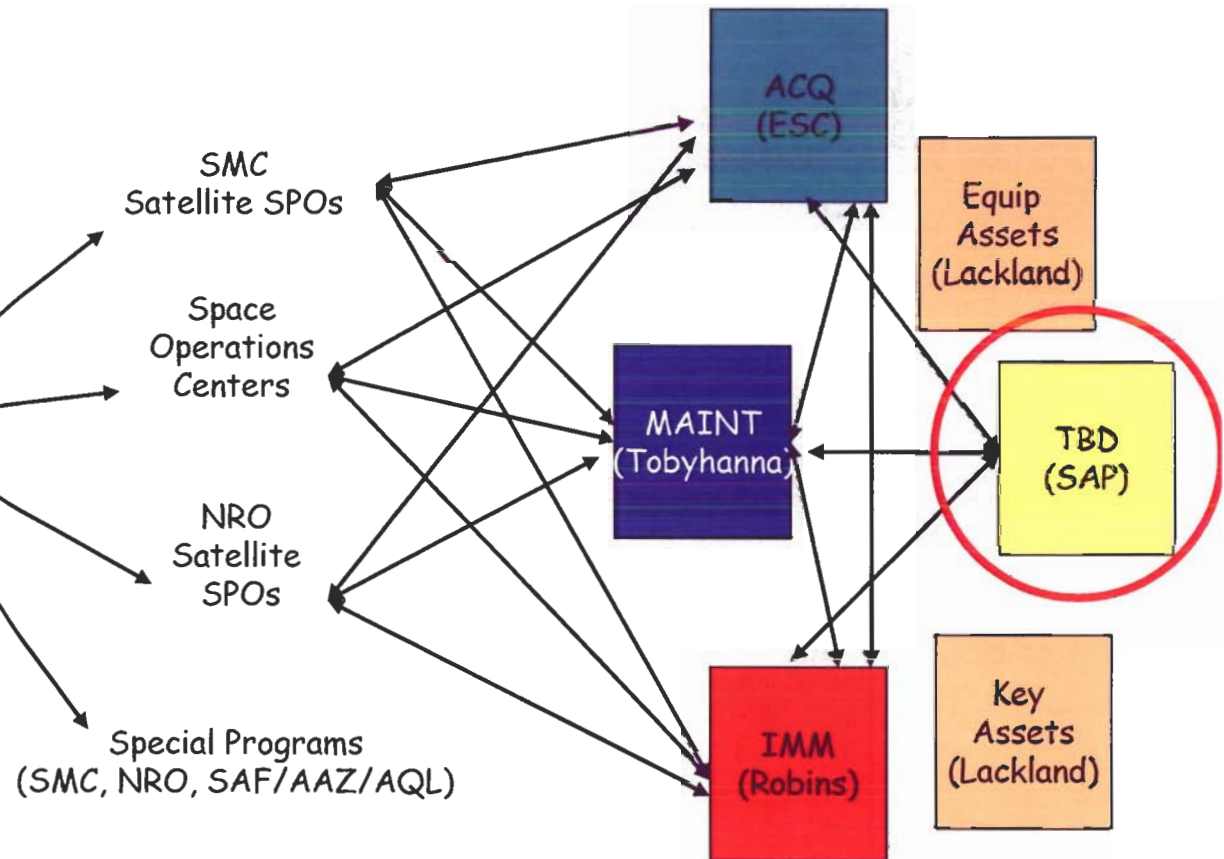 SMC
Satellite SPOs
Space
Operations
Centers
NRO
Satellite
SPOs
Special Programs
(SMC, NRO, SAF/AAZ/AQL)
ACQ
(ESC)
MAINT
(Tobyhanna)
IMM
(Robins)
Equip
Assets
(Lackland)
TBD
(SAP)
Key
Assets
(Lackland)